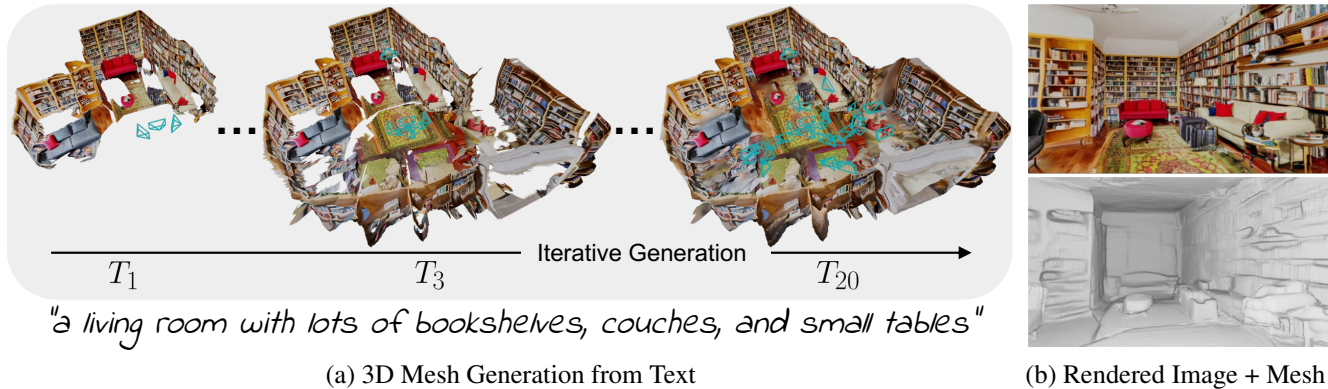 ... ...
Iterative Generation
T₁ T₃ T₂₀
"a living room with lots of bookshelves, couches, and small tables"
(a) 3D Mesh Generation from Text
(b) Rendered Image + Mesh